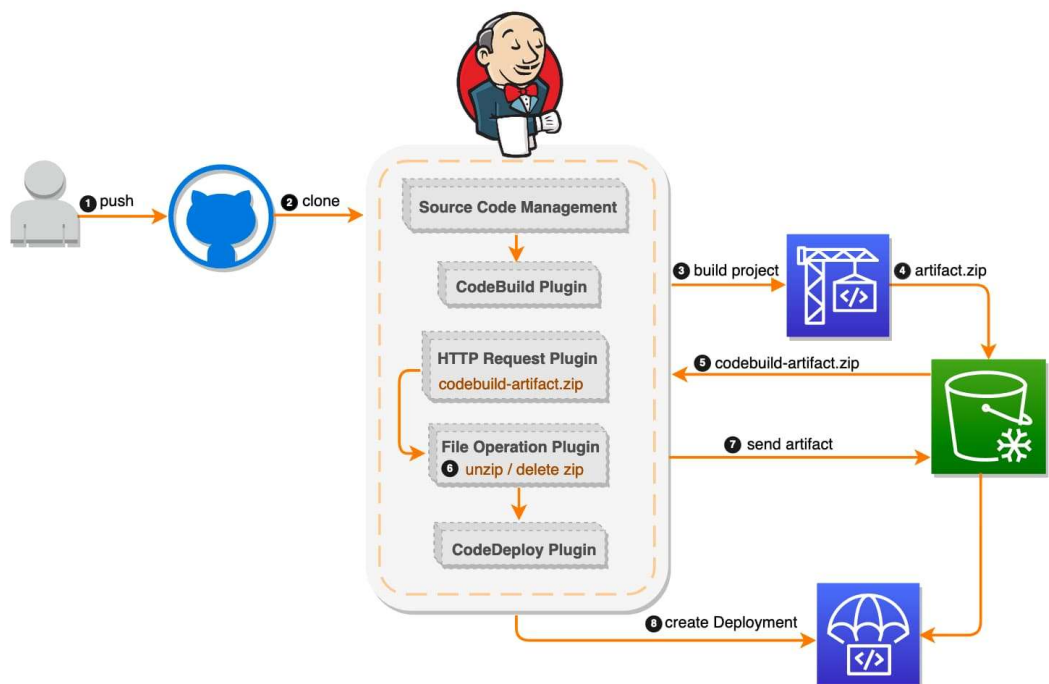 1 push
2 clone
Source Code Management
CodeBuild Plugin
3 build project
4 artifact.zip
HTTP Request Plugin
codebuild-artifact.zip
5 codebuild-artifact.zip
File Operation Plugin
6 unzip / delete zip
7 send artifact
CodeDeploy Plugin
8 create Deployment
</>
</>